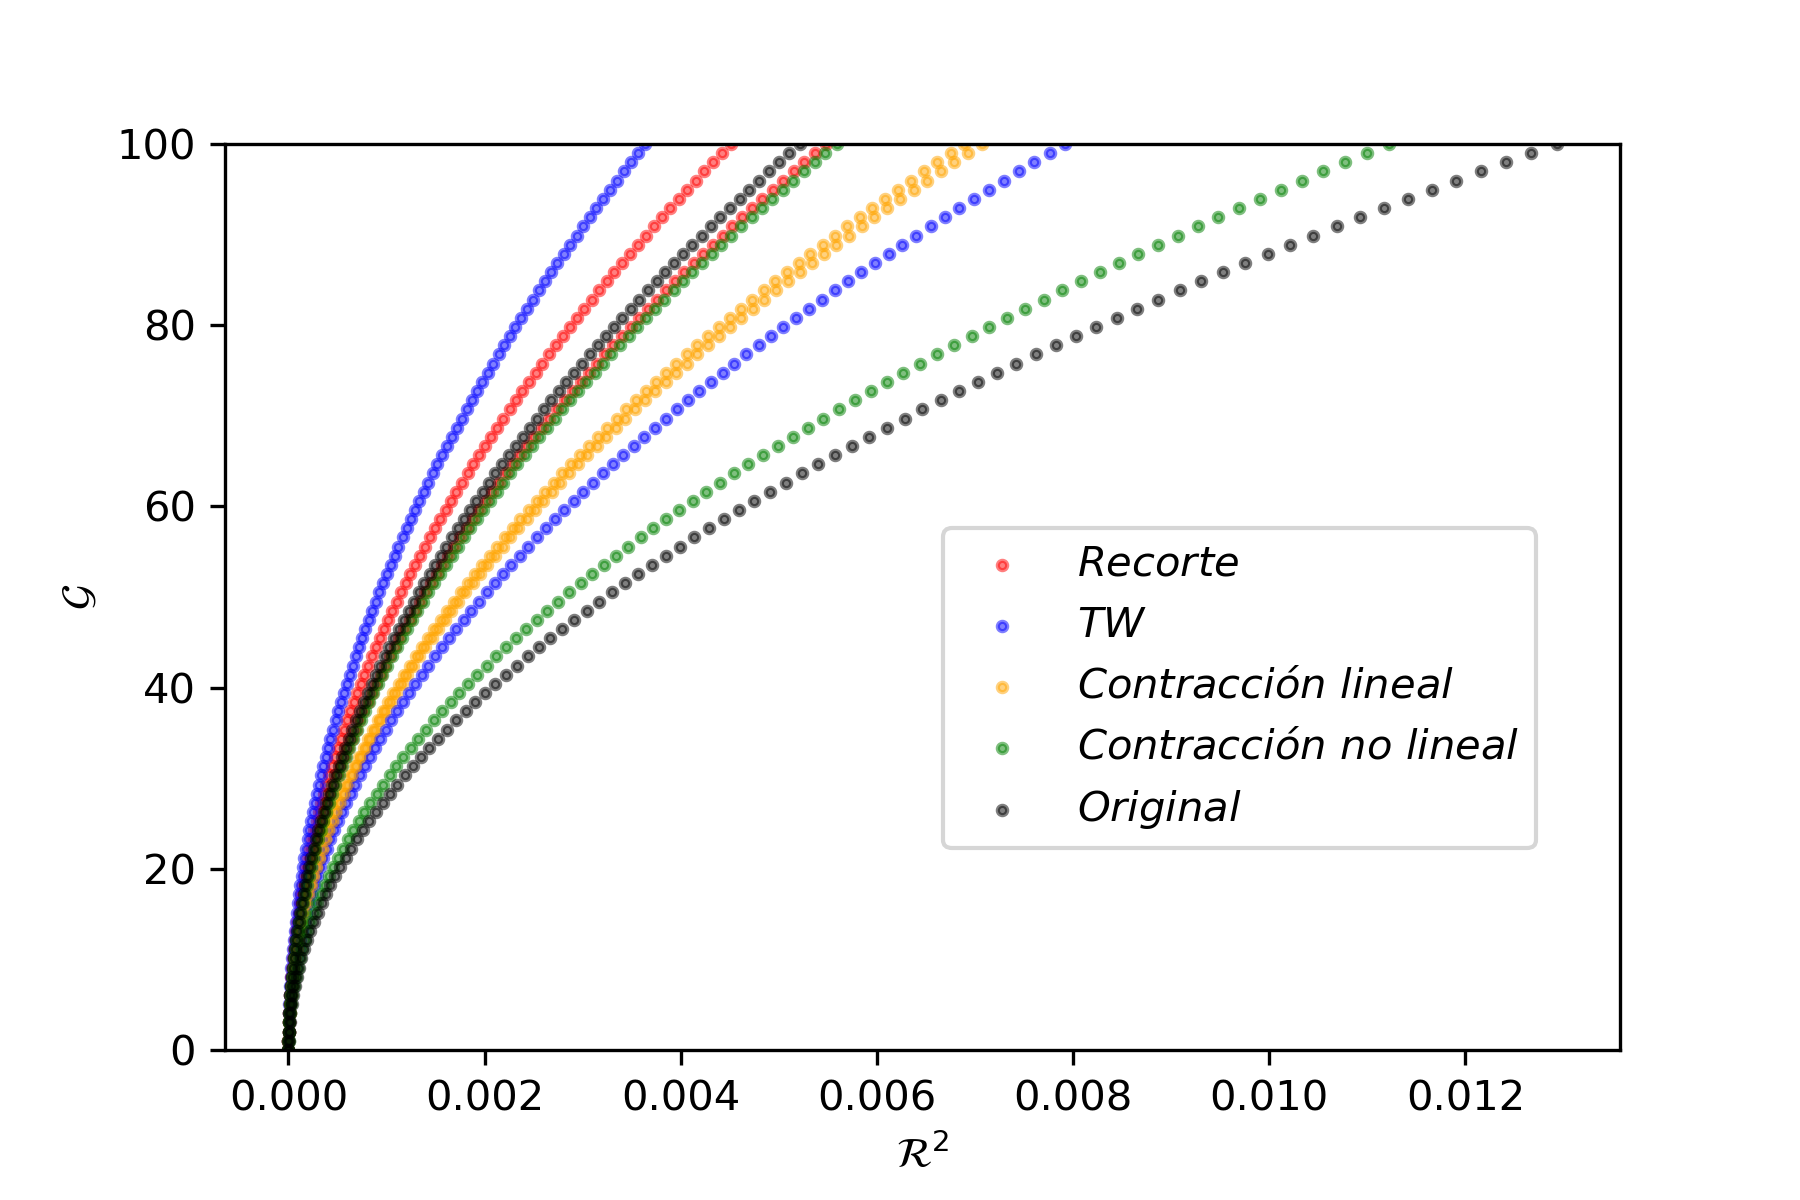 100
80
60
40
20
0
𝒢
Recorte
TW
Contracción lineal
Contracción no lineal
Original
0.000 0.002 0.004 0.006 0.008 0.010 0.012
ℛ²